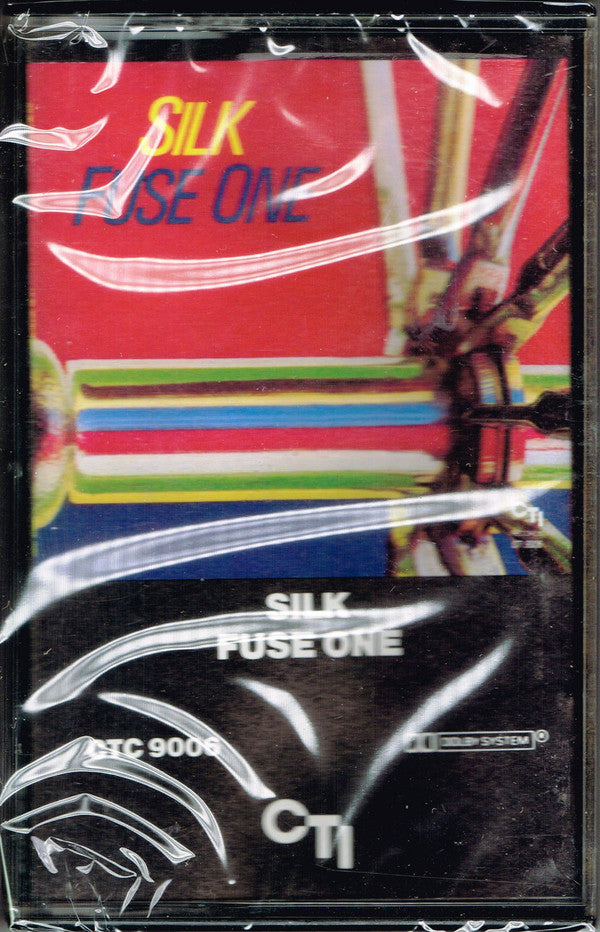 SILK
FUSE ONE
CTI
SILK
FUSE ONE
CTC 9006
DOLBY SYSTEM®
CTI